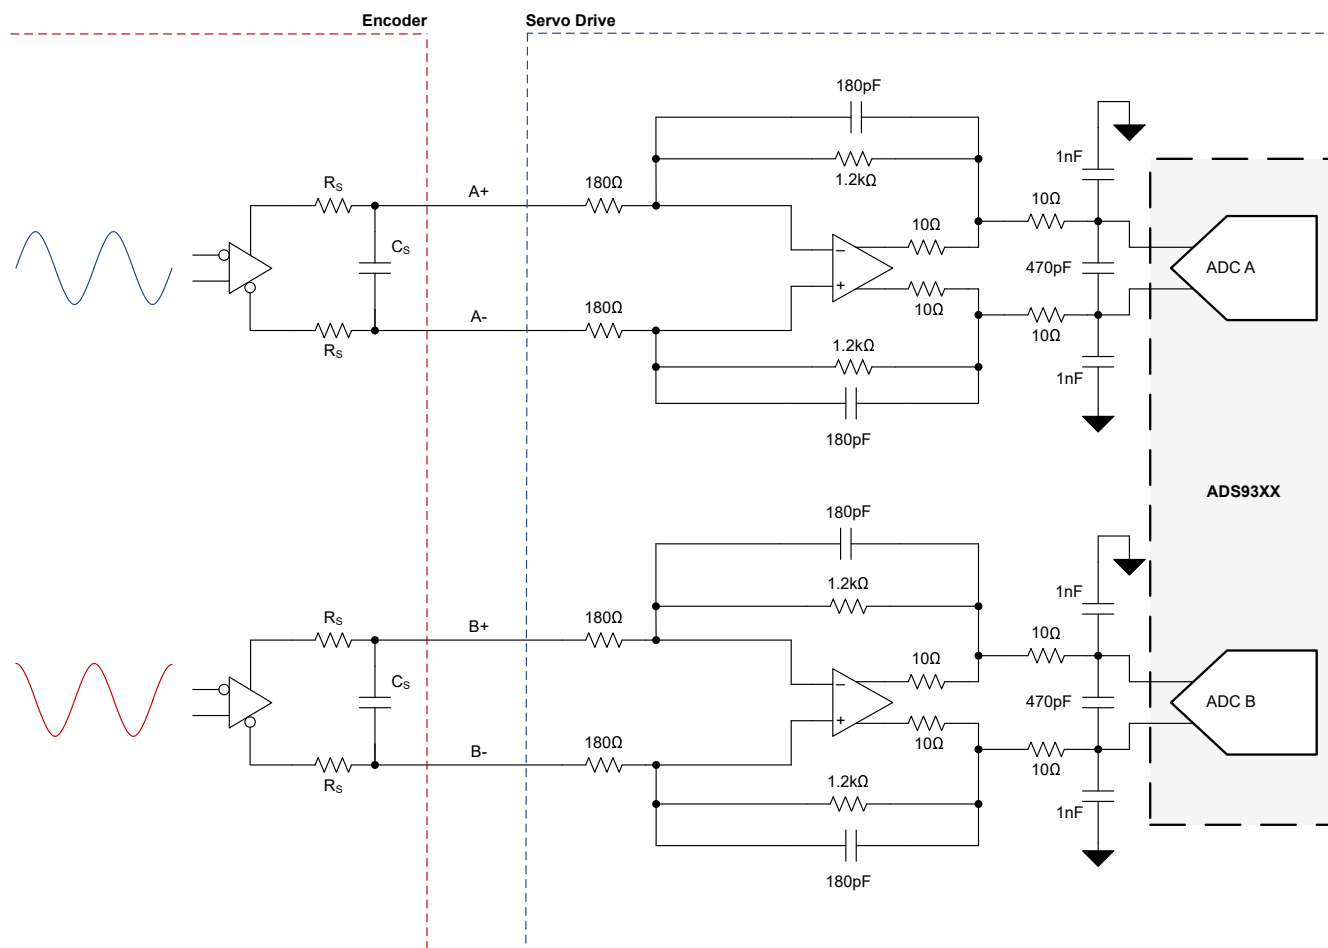 Encoder
Servo Drive
180pF
1.2kΩ
1nF
RS
A+
180Ω
10Ω
10Ω
CS
−
+
470pF
ADC A
A-
180Ω
10Ω
10Ω
RS
1.2kΩ
1nF
180pF
ADS93XX
180pF
1.2kΩ
1nF
RS
B+
180Ω
10Ω
10Ω
CS
−
+
470pF
ADC B
B-
180Ω
10Ω
10Ω
RS
1.2kΩ
1nF
180pF